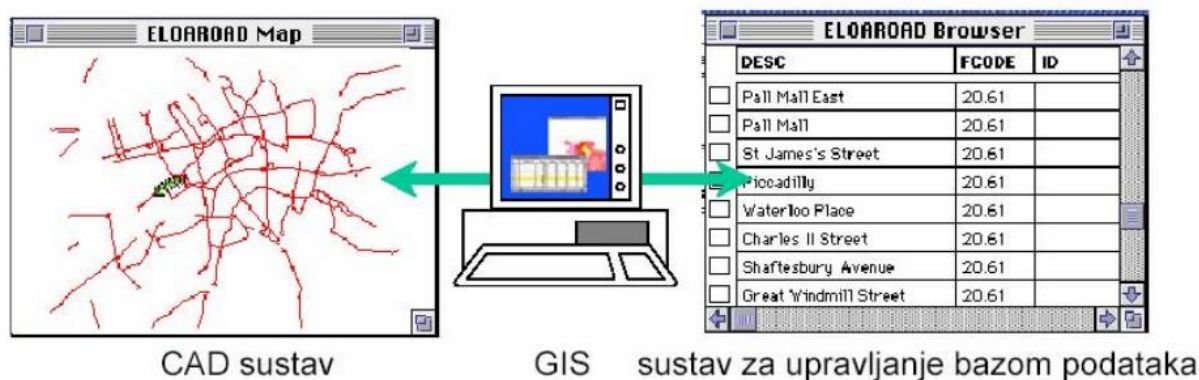 ELOAROAD Map
ELOAROAD Browser
DESC FCODE ID
Pall Mall East 20.61
Pall Mall 20.61
St James's Street 20.61
Piccadilly 20.61
Waterloo Place 20.61
Charles II Street 20.61
Shaftesbury Avenue 20.61
Great Windmill Street 20.61
CAD sustav
GIS
sustav za upravljanje bazom podataka